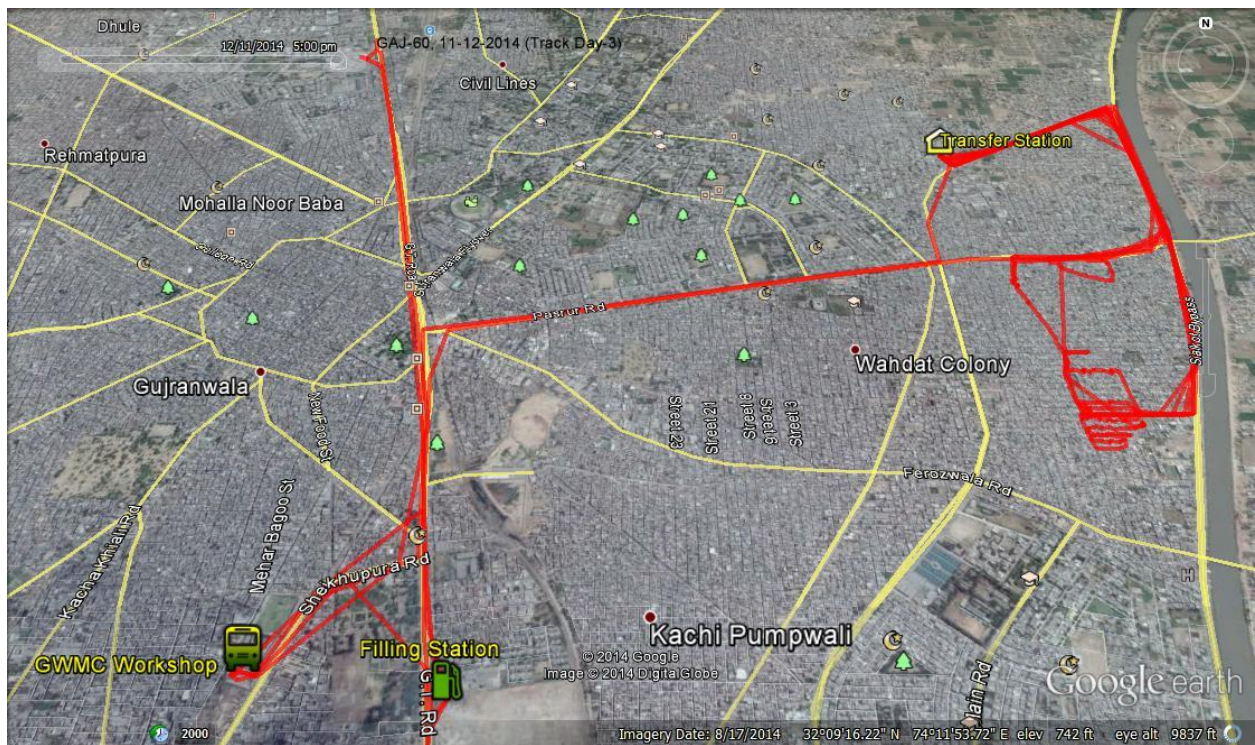 Dhule
12/11/2014 5:00 pm
GAJ-60, 11-12-2014 (Track Day-3)
N
Civil Lines
Transfer Station
Rehmatpura
Mohalla Noor Baba
Pasrur Rd
Wahdat Colony
Gujranwala
Street 23
Street 21
Street 8
Street 6
Street 3
Ferozwala Rd
Kacha Khiali Rd
Mehar Bagoo St
Shekhupura Rd
GWMC Workshop
Filling Station
Kachi Pumpwali
H
G.T. Rd
© 2014 Google
Image © 2014 DigitalGlobe
Google earth
2000
Imagery Date: 8/17/2014 32°09'16.22" N 74°11'53.72" E elev 742 ft eye alt 9837 ft